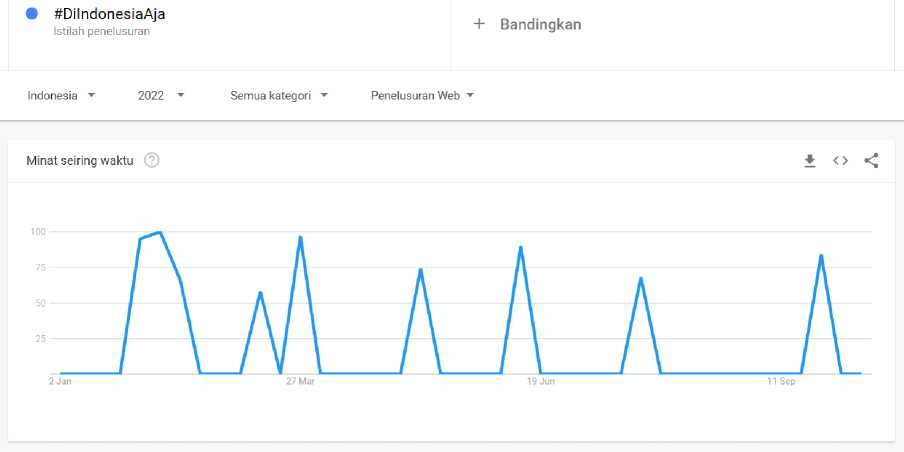 #DiIndonesiaAja
Istilah penelusuran
+ Bandingkan
Indonesia
2022
Semua kategori
Penelusuran Web
Minat seiring waktu
100
75
50
25
2 Jan
27 Mar
19 Jun
11 Sep